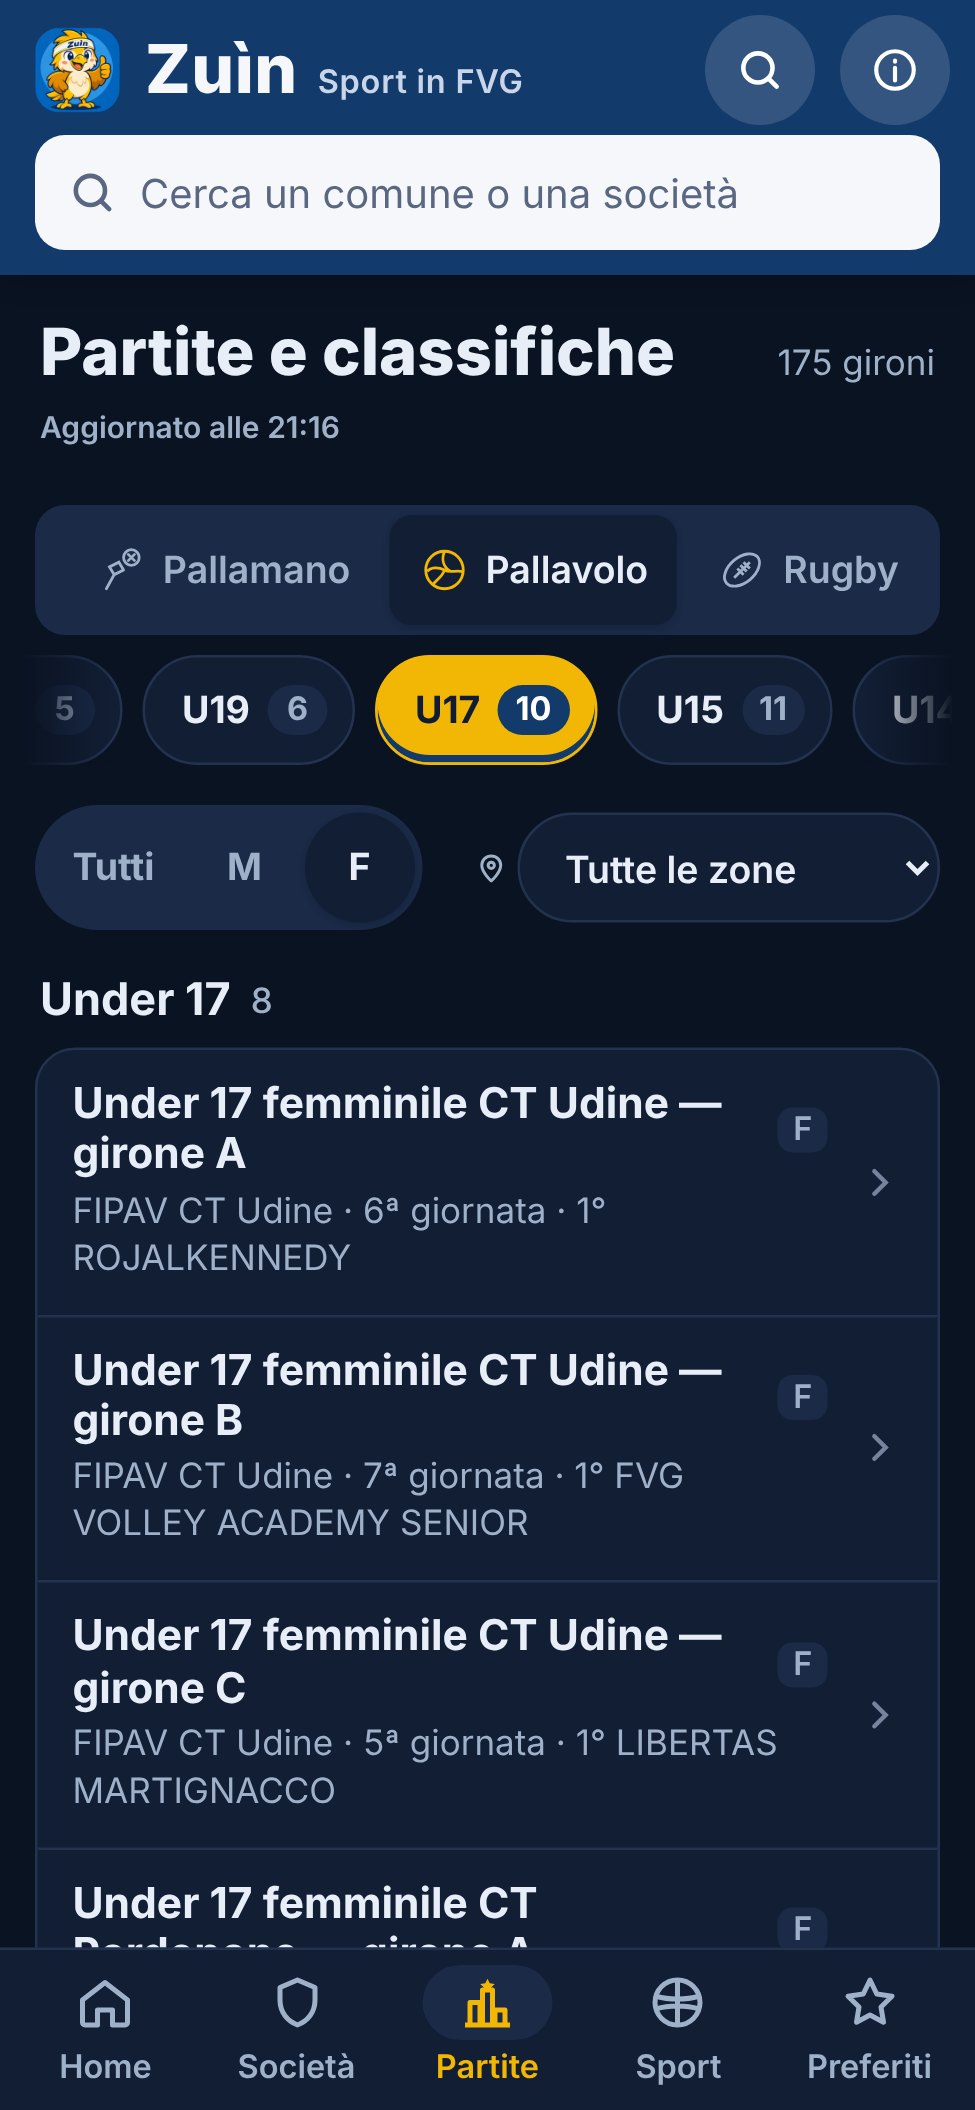 Zuìn
Zuìn Sport in FVG
Cerca un comune o una società
Partite e classifiche 175 gironi
Aggiornato alle 21:16
Pallamano Pallavolo Rugby
5 U19 6 U17 10 U15 11 U14
Tutti M F Tutte le zone
Under 17 8
Under 17 femminile CT Udine —
girone A
F
FIPAV CT Udine · 6ª giornata · 1°
ROJALKENNEDY
Under 17 femminile CT Udine —
girone B
F
FIPAV CT Udine · 7ª giornata · 1° FVG
VOLLEY ACADEMY SENIOR
Under 17 femminile CT Udine —
girone C
F
FIPAV CT Udine · 5ª giornata · 1° LIBERTAS
MARTIGNACCO
Under 17 femminile CT
Pordenone — girone A
F
Home Società Partite Sport Preferiti